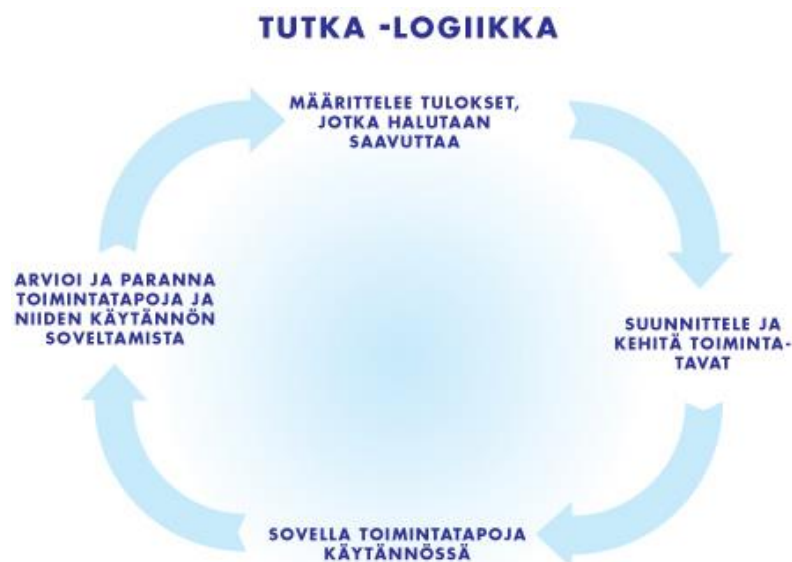 TUTKA -LOGIIKKA
MÄÄRITTELEE TULOKSET,
JOTKA HALUTAAN
SAAVUTTAA
SUUNNITTELE JA
KEHITÄ TOIMINTA-
TAVAT
SOVELLA TOIMINTATAPOJA
KÄYTÄNNÖSSÄ
ARVIOI JA PARANNA
TOIMINTATAPOJA JA
NIIDEN KÄYTÄNNÖN
SOVELTAMISTA